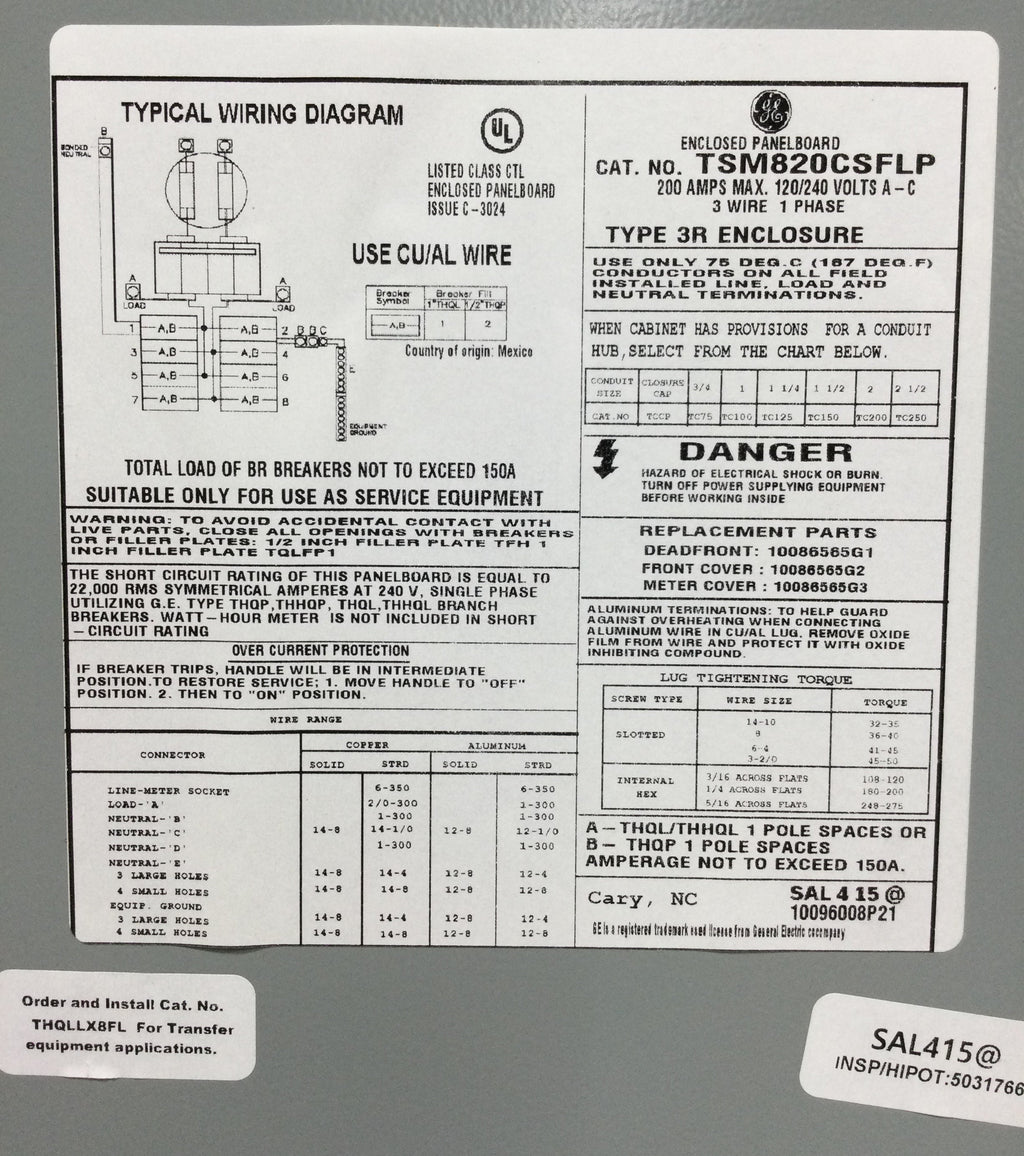 TYPICAL WIRING DIAGRAM
B
BONDED
NEUTRAL
UL
LISTED CLASS CTL
ENCLOSED PANELBOARD
ISSUE C-3024
USE CU/AL WIRE
A
LOAD
A
LOAD
1 A,B A,B 2 B B C
3 A,B A,B 4
5 A,B A,B 6
7 A,B A,B 8
E
EQUIPMENT
GROUND
Breaker Symbol Breaker Fill
1"THQL 1/2"THQP
A,B 1 2
Country of origin: Mexico
TOTAL LOAD OF BR BREAKERS NOT TO EXCEED 150A
SUITABLE ONLY FOR USE AS SERVICE EQUIPMENT
WARNING: TO AVOID ACCIDENTAL CONTACT WITH
LIVE PARTS, CLOSE ALL OPENINGS WITH BREAKERS
OR FILLER PLATES: 1/2 INCH FILLER PLATE TFH 1
INCH FILLER PLATE TQLFP1
THE SHORT CIRCUIT RATING OF THIS PANELBOARD IS EQUAL TO
22,000 RMS SYMMETRICAL AMPERES AT 240 V, SINGLE PHASE
UTILIZING G.E. TYPE THQP,THHQP, THQL,THHQL BRANCH
BREAKERS. WATT-HOUR METER IS NOT INCLUDED IN SHORT
-CIRCUIT RATING
OVER CURRENT PROTECTION
IF BREAKER TRIPS, HANDLE WILL BE IN INTERMEDIATE
POSITION.TO RESTORE SERVICE; 1. MOVE HANDLE TO "OFF"
POSITION. 2. THEN TO "ON" POSITION.
WIRE RANGE
CONNECTOR COPPER ALUMINUM
SOLID STRD SOLID STRD
LINE-METER SOCKET 6-350 6-350
LOAD-'A' 2/0-300 1-300
NEUTRAL-'B' 1-300 1-300
NEUTRAL-'C' 14-8 14-1/0 12-8 12-1/0
NEUTRAL-'D' 1-300 1-300
NEUTRAL-'E'
3 LARGE HOLES 14-8 14-4 12-8 12-4
4 SMALL HOLES 14-8 14-8 12-8 12-8
EQUIP. GROUND
3 LARGE HOLES 14-8 14-4 12-8 12-4
4 SMALL HOLES 14-8 14-8 12-8 12-8
GE
ENCLOSED PANELBOARD
CAT. NO. TSM820CSFLP
200 AMPS MAX. 120/240 VOLTS A-C
3 WIRE 1 PHASE
TYPE 3R ENCLOSURE
USE ONLY 75 DEG.C (167 DEG.F)
CONDUCTORS ON ALL FIELD
INSTALLED LINE, LOAD AND
NEUTRAL TERMINATIONS.
WHEN CABINET HAS PROVISIONS FOR A CONDUIT
HUB,SELECT FROM THE CHART BELOW.
CONDUIT SIZE CLOSURE CAP 3/4 1 1 1/4 1 1/2 2 2 1/2
CAT.NO TCCP TC75 TC100 TC125 TC150 TC200 TC250
DANGER
HAZARD OF ELECTRICAL SHOCK OR BURN.
TURN OFF POWER SUPPLYING EQUIPMENT
BEFORE WORKING INSIDE
REPLACEMENT PARTS
DEADFRONT: 10086565G1
FRONT COVER : 10086565G2
METER COVER : 10086565G3
ALUMINUM TERMINATIONS: TO HELP GUARD
AGAINST OVERHEATING WHEN CONNECTING
ALUMINUM WIRE IN CU/AL LUG, REMOVE OXIDE
FILM FROM WIRE AND PROTECT IT WITH OXIDE
INHIBITING COMPOUND.
LUG TIGHTENING TORQUE
SCREW TYPE WIRE SIZE TORQUE
SLOTTED 14-10 32-35
8 36-40
6-4 41-45
3-2/0 45-50
INTERNAL HEX 3/16 ACROSS FLATS 108-120
1/4 ACROSS FLATS 180-200
5/16 ACROSS FLATS 248-275
A-THQL/THHQL 1 POLE SPACES OR
B- THQP 1 POLE SPACES
AMPERAGE NOT TO EXCEED 150A.
Cary, NC SAL 4 15 @
10096008P21
GE is a registered trademark used license from General Electric cocompany
Order and Install Cat. No.
THQLLX8FL For Transfer
equipment applications.
SAL415@
INSP/HIPOT:5031766